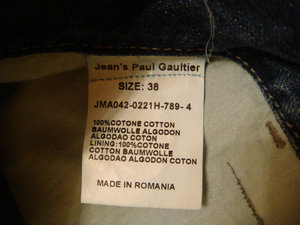 Jean's Paul Gaultier
SIZE: 38
JMA042-0221H-789- 4
100%COTONE COTTON
BAUMWOLLE ALGODON
ALGODAO COTON
LINING:100%COTONE
COTTON BAUMWOLLE
ALGODAO ALGODON COTON
MADE IN ROMANIA